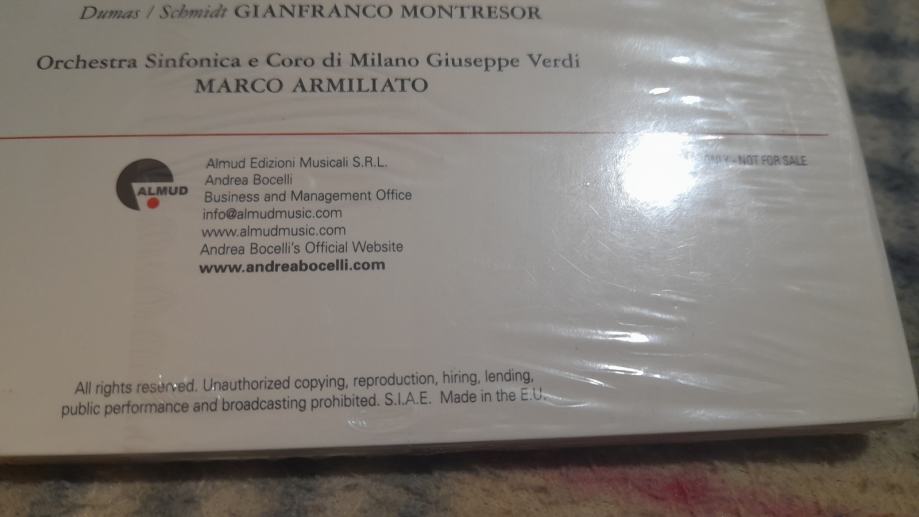 Dumas / Schmidt GIANFRANCO MONTRESOR
Orchestra Sinfonica e Coro di Milano Giuseppe Verdi
MARCO ARMILIATO
ALMUD
Almud Edizioni Musicali S.R.L.
Andrea Bocelli
Business and Management Office
info@almudmusic.com
www.almudmusic.com
Andrea Bocelli's Official Website
www.andreabocelli.com
ONLY - NOT FOR SALE
All rights reserved. Unauthorized copying, reproduction, hiring, lending,
public performance and broadcasting prohibited. S.I.A.E. Made in the E.U.